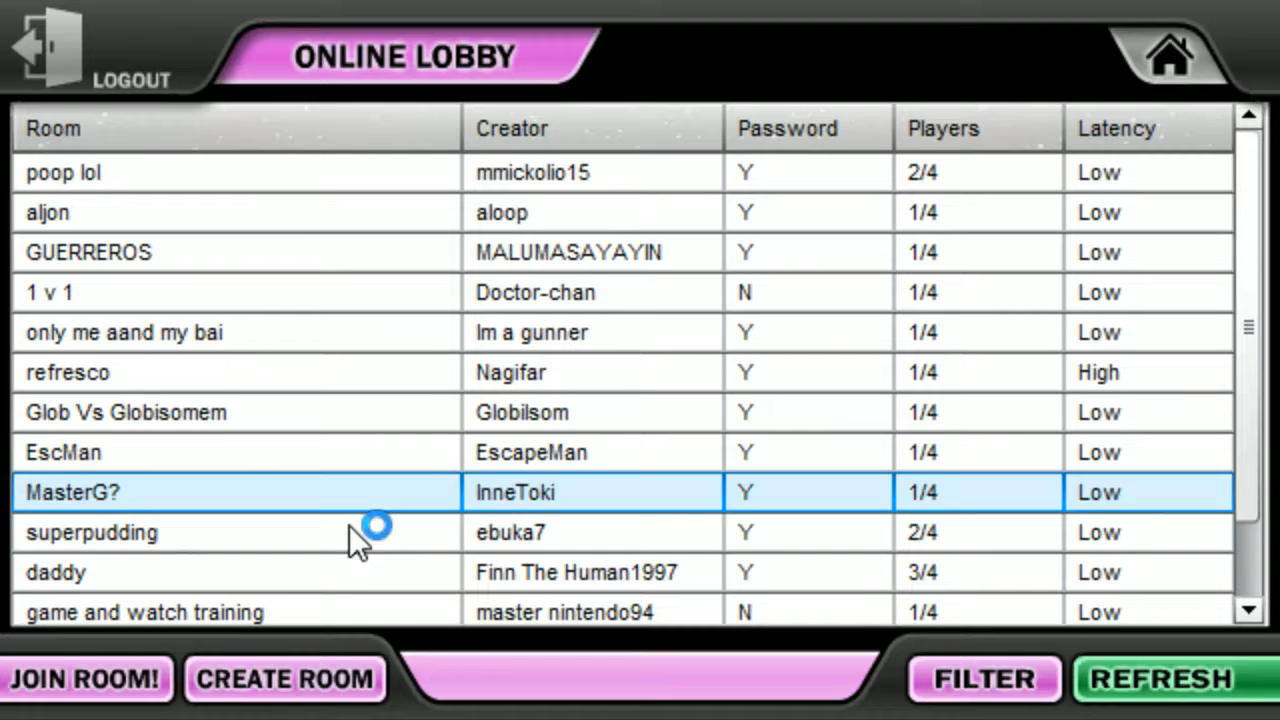 LOGOUT
ONLINE LOBBY
Room Creator Password Players Latency
poop lol mmickolio15 Y 2/4 Low
aljon aloop Y 1/4 Low
GUERREROS MALUMASAYAYIN Y 1/4 Low
1 v 1 Doctor-chan N 1/4 Low
only me aand my bai Im a gunner Y 1/4 Low
refresco Nagifar Y 1/4 High
Glob Vs Globisomem Globilsom Y 1/4 Low
EscMan EscapeMan Y 1/4 Low
MasterG? InneToki Y 1/4 Low
superpudding ebuka7 Y 2/4 Low
daddy Finn The Human1997 Y 3/4 Low
game and watch training master nintendo94 N 1/4 Low
JOIN ROOM! CREATE ROOM FILTER REFRESH